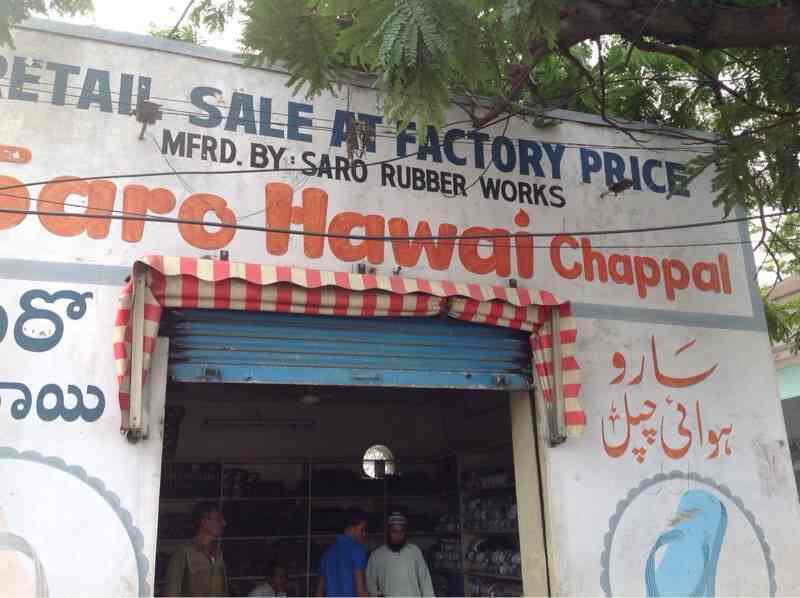 RETAIL SALE AT FACTORY PRICE
MFRD. BY: SARO RUBBER WORKS
Saro Hawai Chappal
సారో
హవాయి
سارو
ہوائی چپل